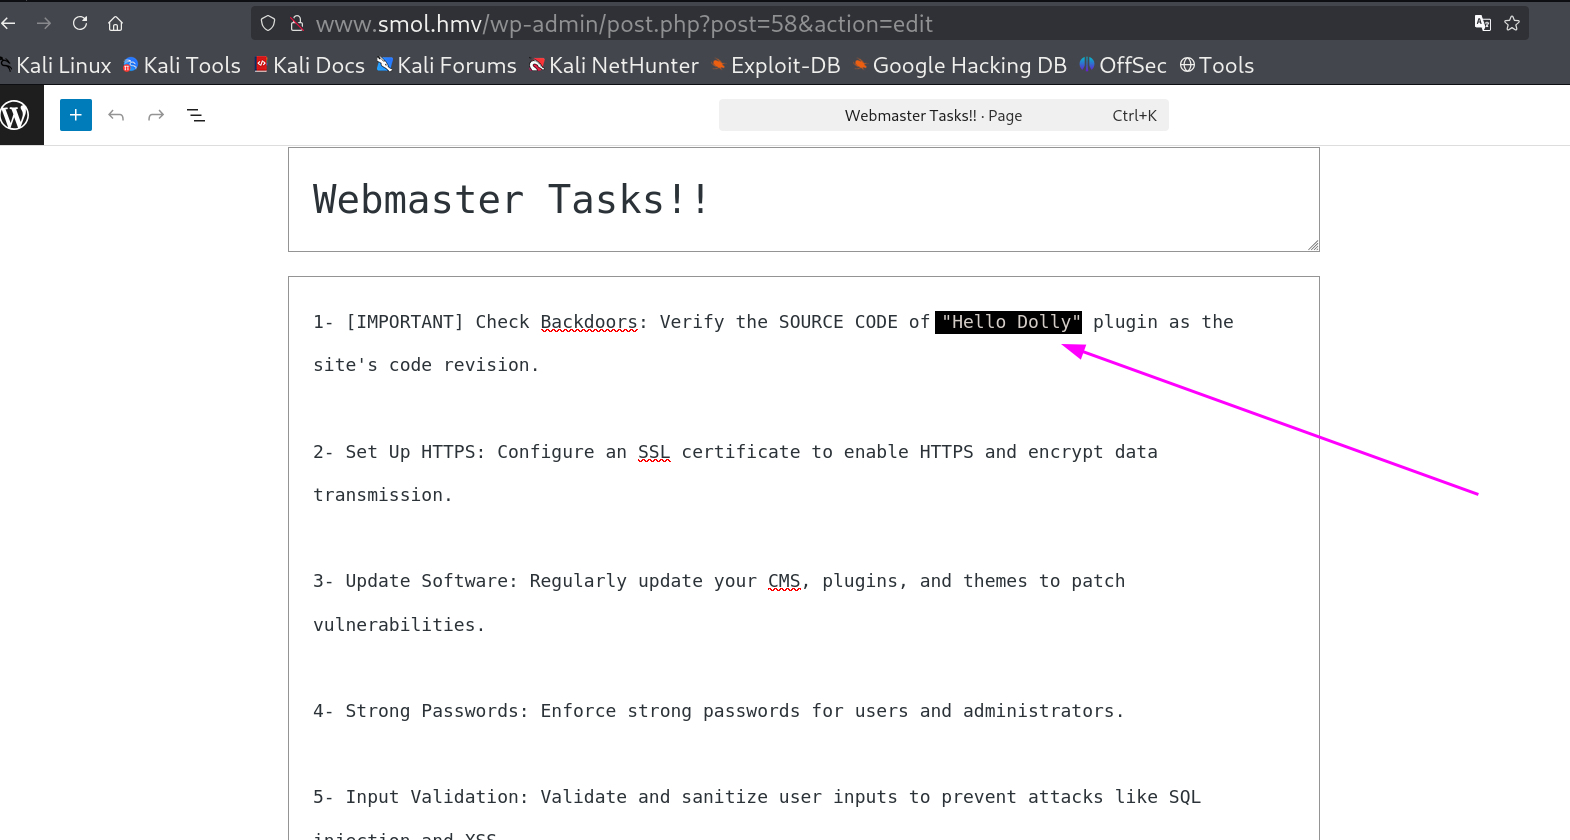 www.smol.hmv/wp-admin/post.php?post=58&action=edit
Kali Linux Kali Tools Kali Docs Kali Forums Kali NetHunter Exploit-DB Google Hacking DB OffSec Tools
Webmaster Tasks!! · Page Ctrl+K
Webmaster Tasks!!
1- [IMPORTANT] Check Backdoors: Verify the SOURCE CODE of "Hello Dolly" plugin as the
site's code revision.
2- Set Up HTTPS: Configure an SSL certificate to enable HTTPS and encrypt data
transmission.
3- Update Software: Regularly update your CMS, plugins, and themes to patch
vulnerabilities.
4- Strong Passwords: Enforce strong passwords for users and administrators.
5- Input Validation: Validate and sanitize user inputs to prevent attacks like SQL
injection and XSS